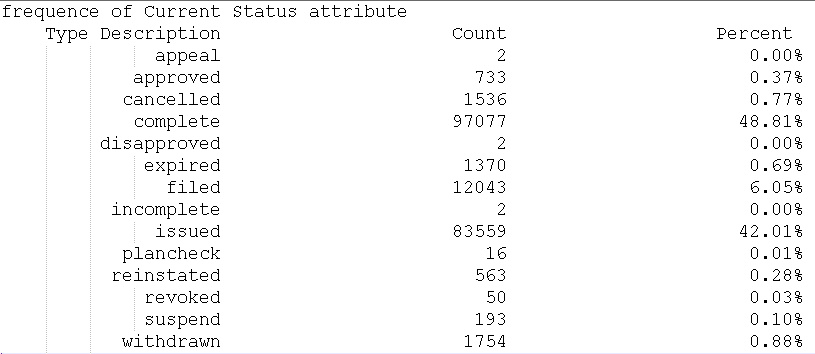 frequence of Current Status attribute
Type Description Count Percent
appeal 2 0.00%
approved 733 0.37%
cancelled 1536 0.77%
complete 97077 48.81%
disapproved 2 0.00%
expired 1370 0.69%
filed 12043 6.05%
incomplete 2 0.00%
issued 83559 42.01%
plancheck 16 0.01%
reinstated 563 0.28%
revoked 50 0.03%
suspend 193 0.10%
withdrawn 1754 0.88%